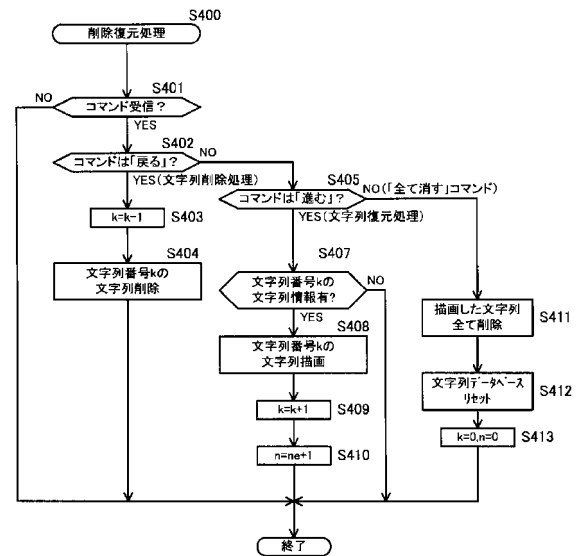 S400
削除復元処理
S401
NO
コマンド受信?
YES
S402
コマンドは「戻る」?
NO
YES(文字列削除処理)
S405
コマンドは「進む」?
NO(「全て消す」コマンド)
YES(文字列復元処理)
k=k-1
S403
S404
文字列番号kの
文字列削除
S407
文字列番号kの
文字列情報有?
NO
YES
S408
文字列番号kの
文字列描画
k=k+1
S409
n=ne+1
S410
描画した文字列
全て削除
S411
文字列データベース
リセット
S412
k=0,n=0
S413
終了